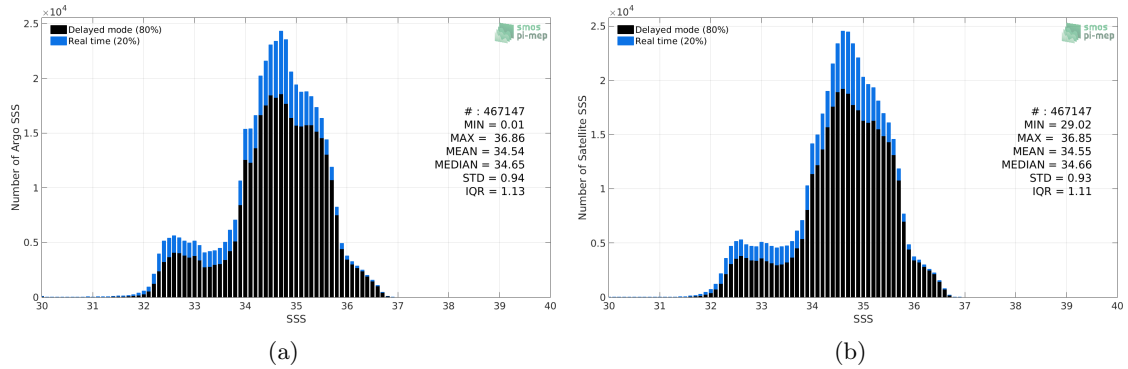 ×10⁴
Delayed mode (80%)
Real time (20%)
smos
pi-mep
2.5
2
1.5
1
0.5
0
Number of Argo SSS
# : 467147
MIN = 0.01
MAX = 36.86
MEAN = 34.54
MEDIAN = 34.65
STD = 0.94
IQR = 1.13
30 31 32 33 34 35 36 37 38 39 40
SSS
(a)
×10⁴
Delayed mode (80%)
Real time (20%)
smos
pi-mep
2.5
2
1.5
1
0.5
0
Number of Satellite SSS
# : 467147
MIN = 29.02
MAX = 36.85
MEAN = 34.55
MEDIAN = 34.66
STD = 0.93
IQR = 1.11
30 31 32 33 34 35 36 37 38 39 40
SSS
(b)